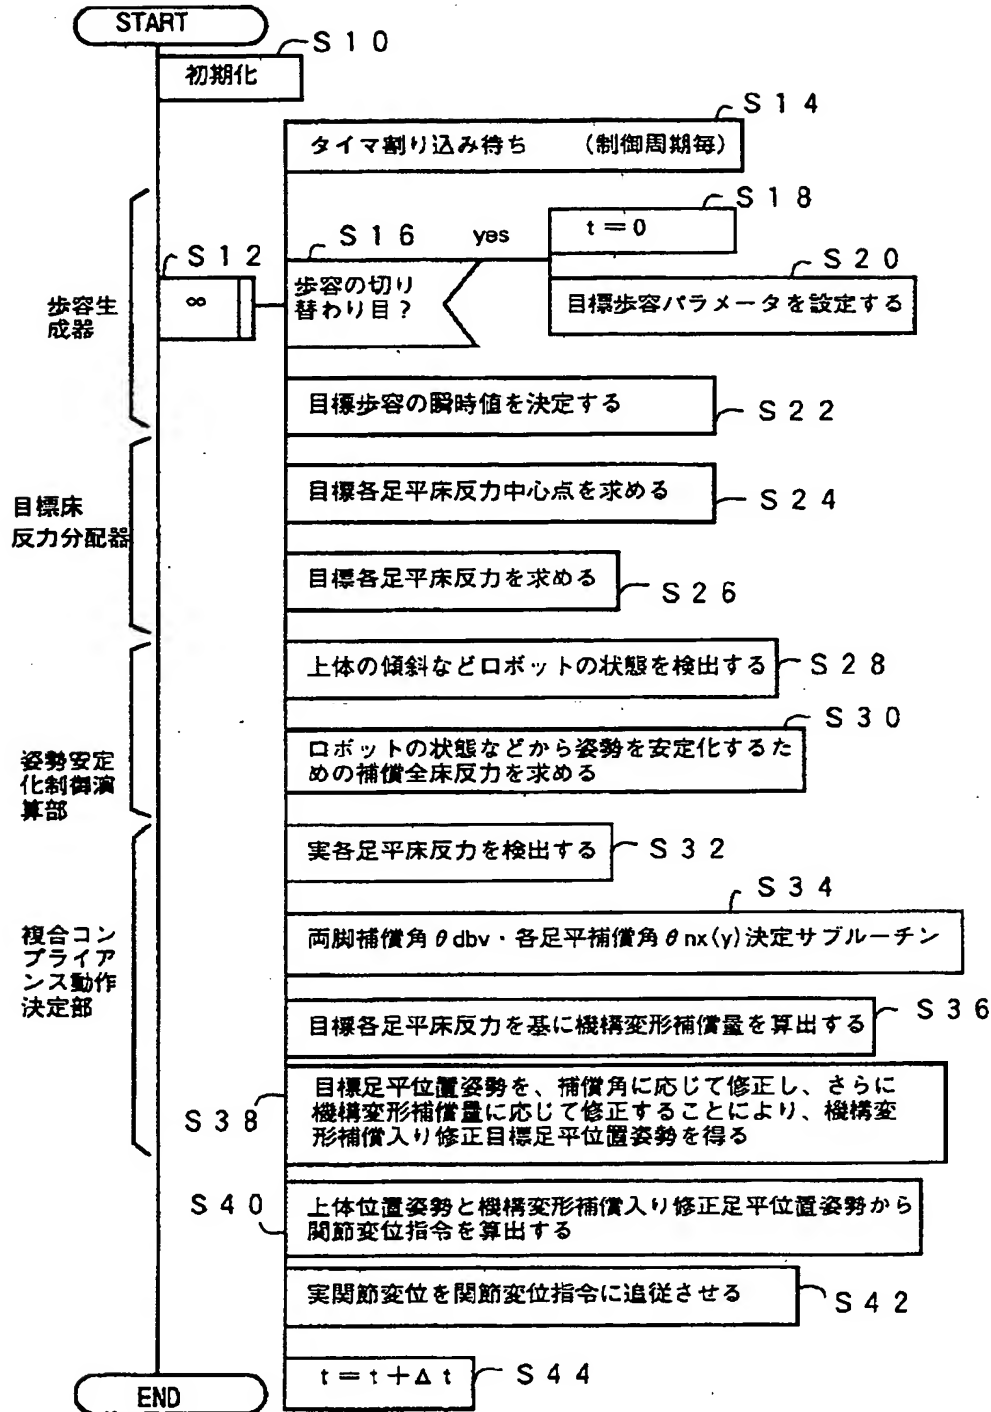 START
S10
初期化
S14
タイマ割り込み待ち (制御周期毎)
S18
t=0
S12
∞
S16
yes
歩容の切り
替わり目?
S20
目標歩容パラメータを設定する
歩容生
成器
目標歩容の瞬時値を決定する
S22
目標各足平床反力中心点を求める
S24
目標床
反力分配器
目標各足平床反力を求める
S26
上体の傾斜などロボットの状態を検出する
S28
S30
ロボットの状態などから姿勢を安定化するた
めの補償全床反力を求める
姿勢安定
化制御演
算部
実各足平床反力を検出する
S32
S34
両脚補償角θdbv・各足平補償角θnx(y)決定サブルーチン
複合コン
プライア
ンス動作
決定部
S36
目標各足平床反力を基に機構変形補償量を算出する
S38
目標足平位置姿勢を、補償角に応じて修正し、さらに
機構変形補償量に応じて修正することにより、機構変
形補償入り修正目標足平位置姿勢を得る
S40
上体位置姿勢と機構変形補償入り修正足平位置姿勢から
関節変位指令を算出する
実関節変位を関節変位指令に追従させる
S42
t=t+Δt
S44
END